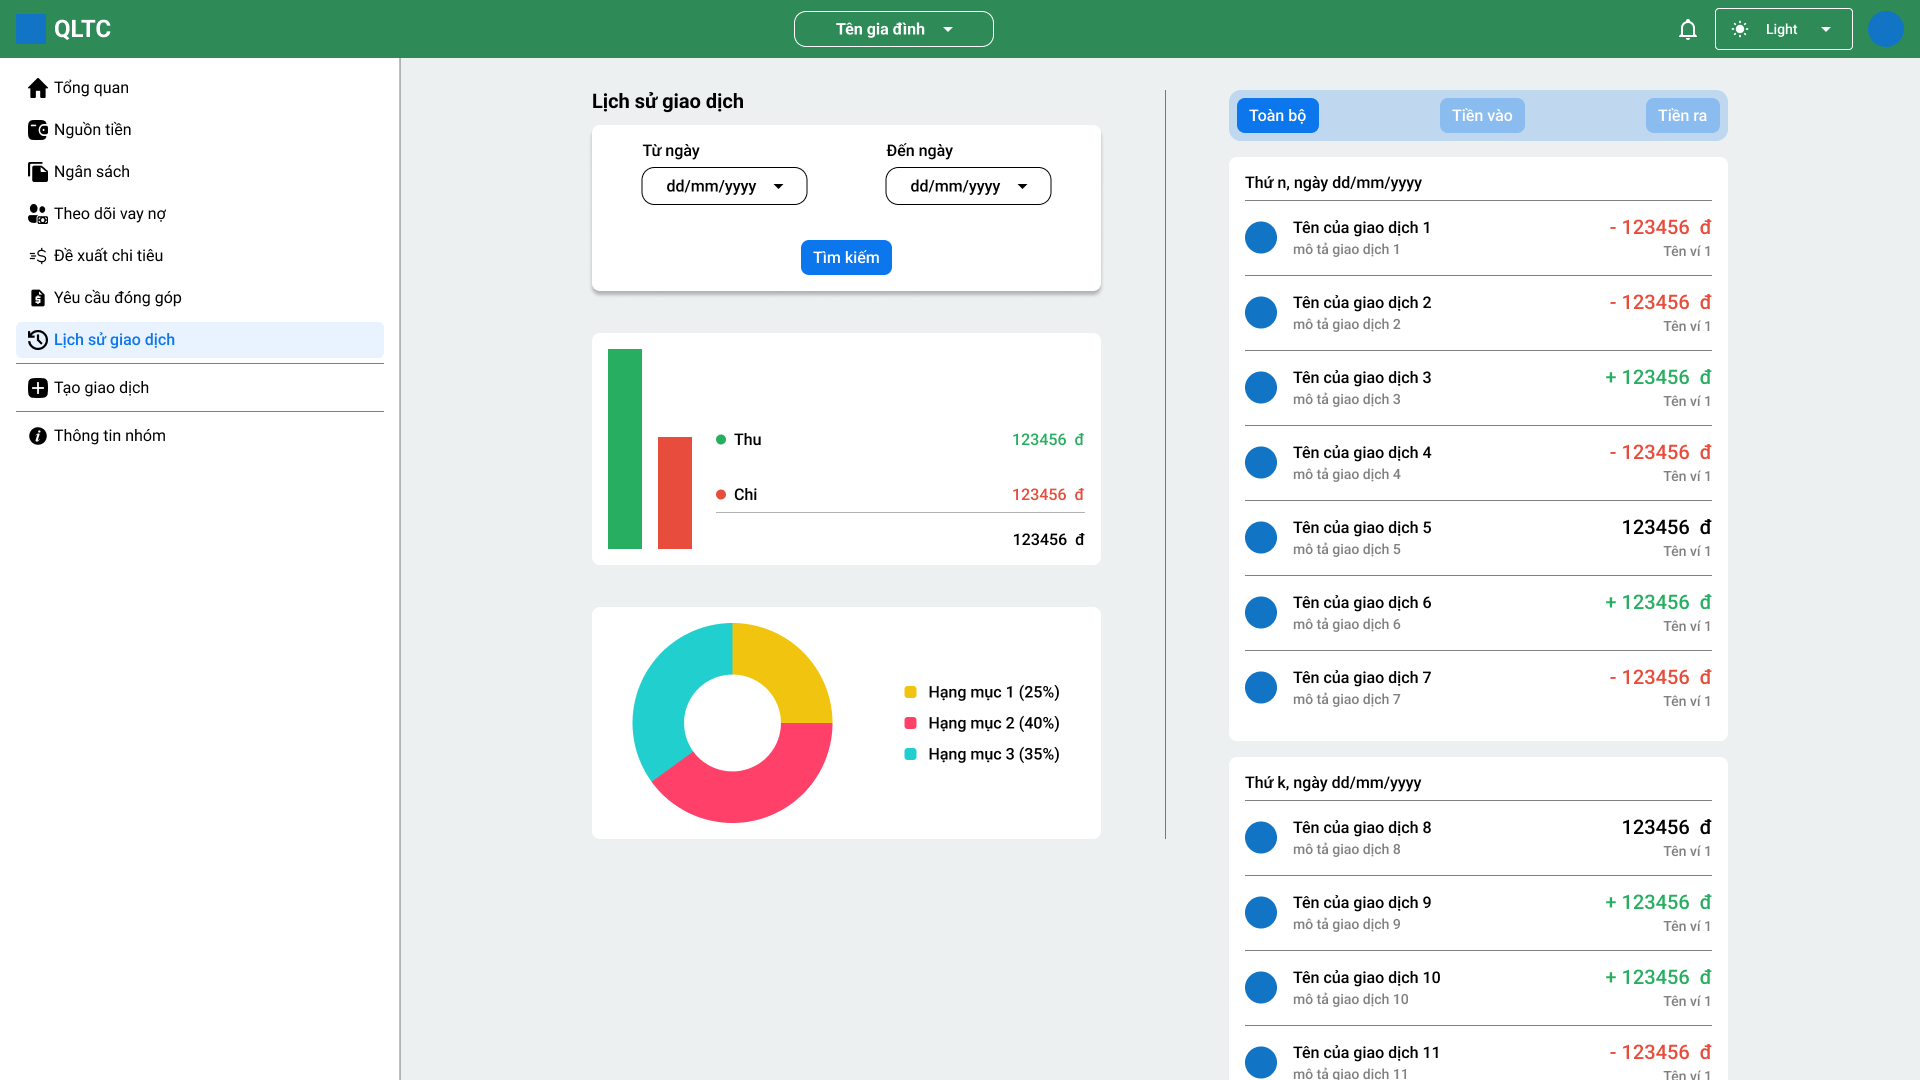 QLTC
Tên gia đình
Light
Tổng quan
Nguồn tiền
Ngân sách
Theo dõi vay nợ
Đề xuất chi tiêu
Yêu cầu đóng góp
Lịch sử giao dịch
Tạo giao dịch
Thông tin nhóm
Lịch sử giao dịch
Từ ngày
Đến ngày
dd/mm/yyyy
dd/mm/yyyy
Tìm kiếm
Thu 123456 đ
Chi 123456 đ
123456 đ
Hạng mục 1 (25%)
Hạng mục 2 (40%)
Hạng mục 3 (35%)
Toàn bộ
Tiền vào
Tiền ra
Thứ n, ngày dd/mm/yyyy
Tên của giao dịch 1 - 123456 đ
mô tả giao dịch 1 Tên ví 1
Tên của giao dịch 2 - 123456 đ
mô tả giao dịch 2 Tên ví 1
Tên của giao dịch 3 + 123456 đ
mô tả giao dịch 3 Tên ví 1
Tên của giao dịch 4 - 123456 đ
mô tả giao dịch 4 Tên ví 1
Tên của giao dịch 5 123456 đ
mô tả giao dịch 5 Tên ví 1
Tên của giao dịch 6 + 123456 đ
mô tả giao dịch 6 Tên ví 1
Tên của giao dịch 7 - 123456 đ
mô tả giao dịch 7 Tên ví 1
Thứ k, ngày dd/mm/yyyy
Tên của giao dịch 8 123456 đ
mô tả giao dịch 8 Tên ví 1
Tên của giao dịch 9 + 123456 đ
mô tả giao dịch 9 Tên ví 1
Tên của giao dịch 10 + 123456 đ
mô tả giao dịch 10 Tên ví 1
Tên của giao dịch 11 - 123456 đ
mô tả giao dịch 11 Tên ví 1